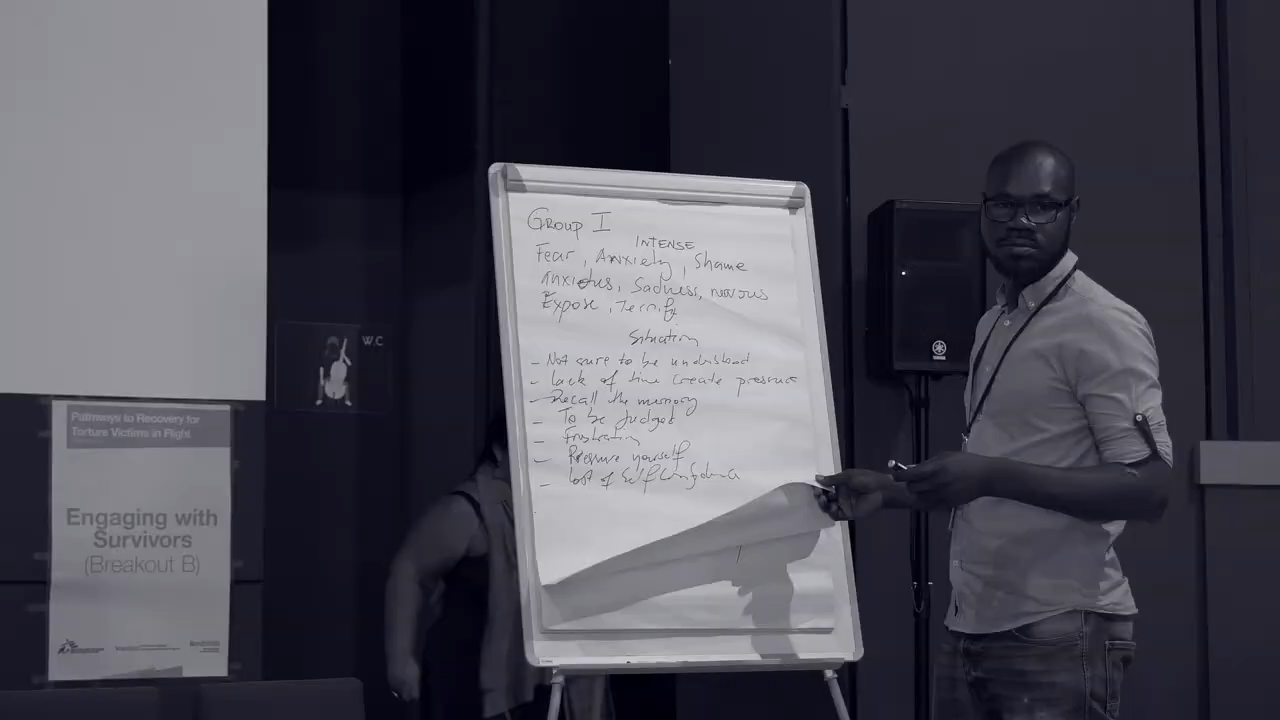 Pathways to Recovery for
Torture Victims in Flight
Engaging with
Survivors
(Breakout B)
W.C
Group I
INTENSE
Fear, Anxiety, Shame
Anxious, Sadness, nervous
Expose, Terrify
Situation
- Not sure to be understood
- Lack of time create pressure
- Recall the memory
- To be judged
- Frustration
- Pressure yourself
- Lost of Self Confidence
YAMAHA